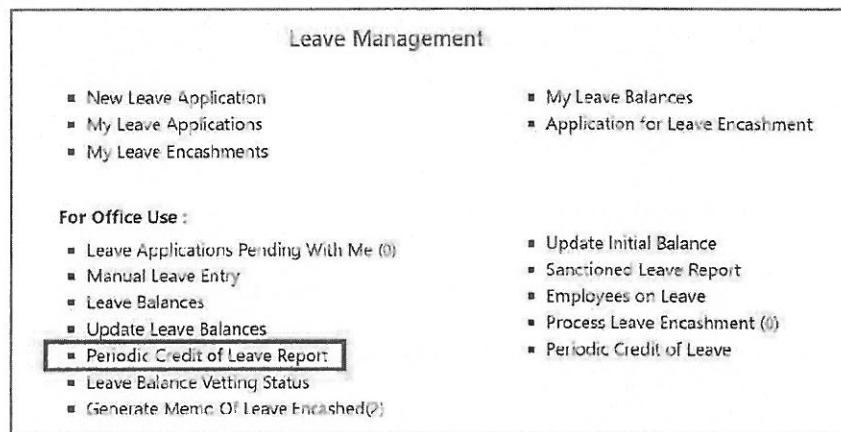 Leave Management
New Leave Application
My Leave Applications
My Leave Encashments
My Leave Balances
Application for Leave Encashment
For Office Use :
Leave Applications Pending With Me (0)
Manual Leave Entry
Leave Balances
Update Leave Balances
Periodic Credit of Leave Report
Leave Balance Vetting Status
Generate Memo Of Leave Encashed(2)
Update Initial Balance
Sanctioned Leave Report
Employees on Leave
Process Leave Encashment (0)
Periodic Credit of Leave